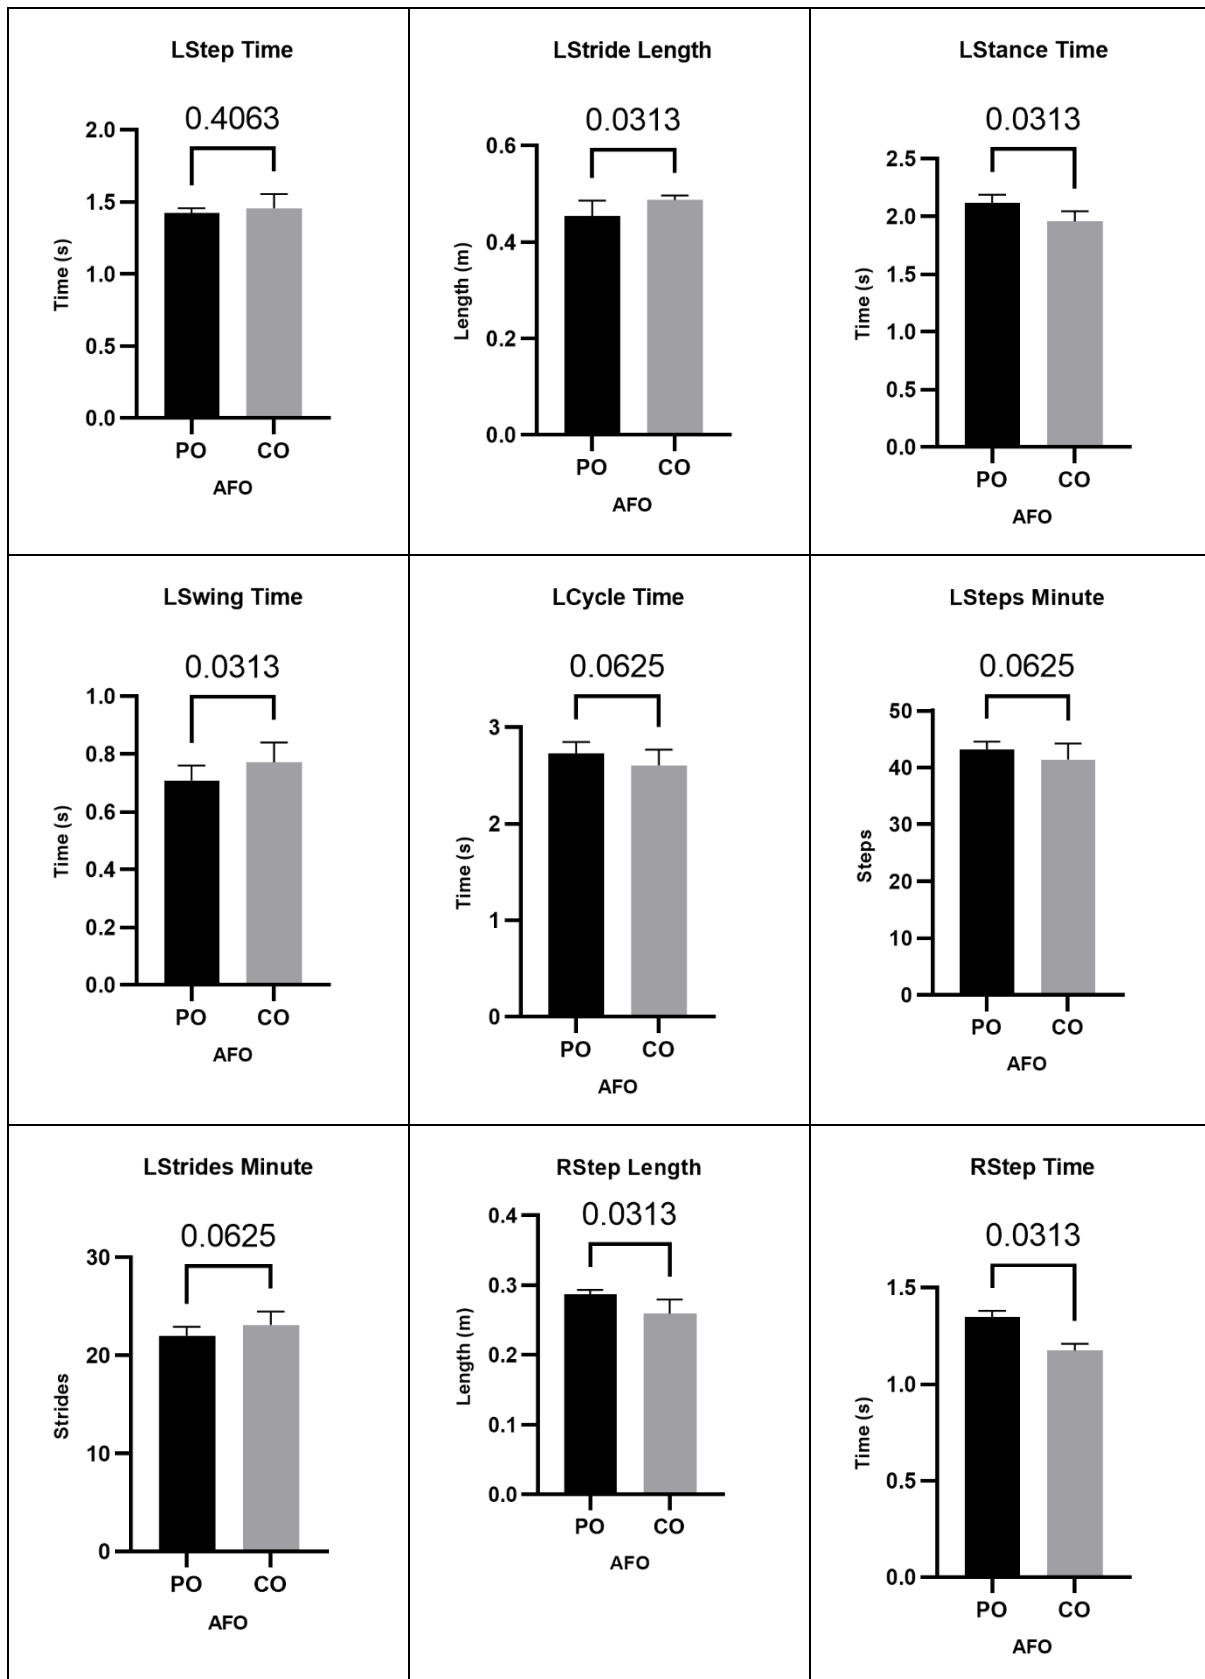 LStep Time
0.4063
2.0
1.5
1.0
0.5
0.0
Time (s)
PO CO
AFO
LStride Length
0.0313
0.6
0.4
0.2
0.0
Length (m)
PO CO
AFO
LStance Time
0.0313
2.5
2.0
1.5
1.0
0.5
0.0
Time (s)
PO CO
AFO
LSwing Time
0.0313
1.0
0.8
0.6
0.4
0.2
0.0
Time (s)
PO CO
AFO
LCycle Time
0.0625
3
2
1
0
Time (s)
PO CO
AFO
LSteps Minute
0.0625
50
40
30
20
10
0
Steps
PO CO
AFO
LStrides Minute
0.0625
30
20
10
0
Strides
PO CO
AFO
RStep Length
0.0313
0.4
0.3
0.2
0.1
0.0
Length (m)
PO CO
AFO
RStep Time
0.0313
1.5
1.0
0.5
0.0
Time (s)
PO CO
AFO